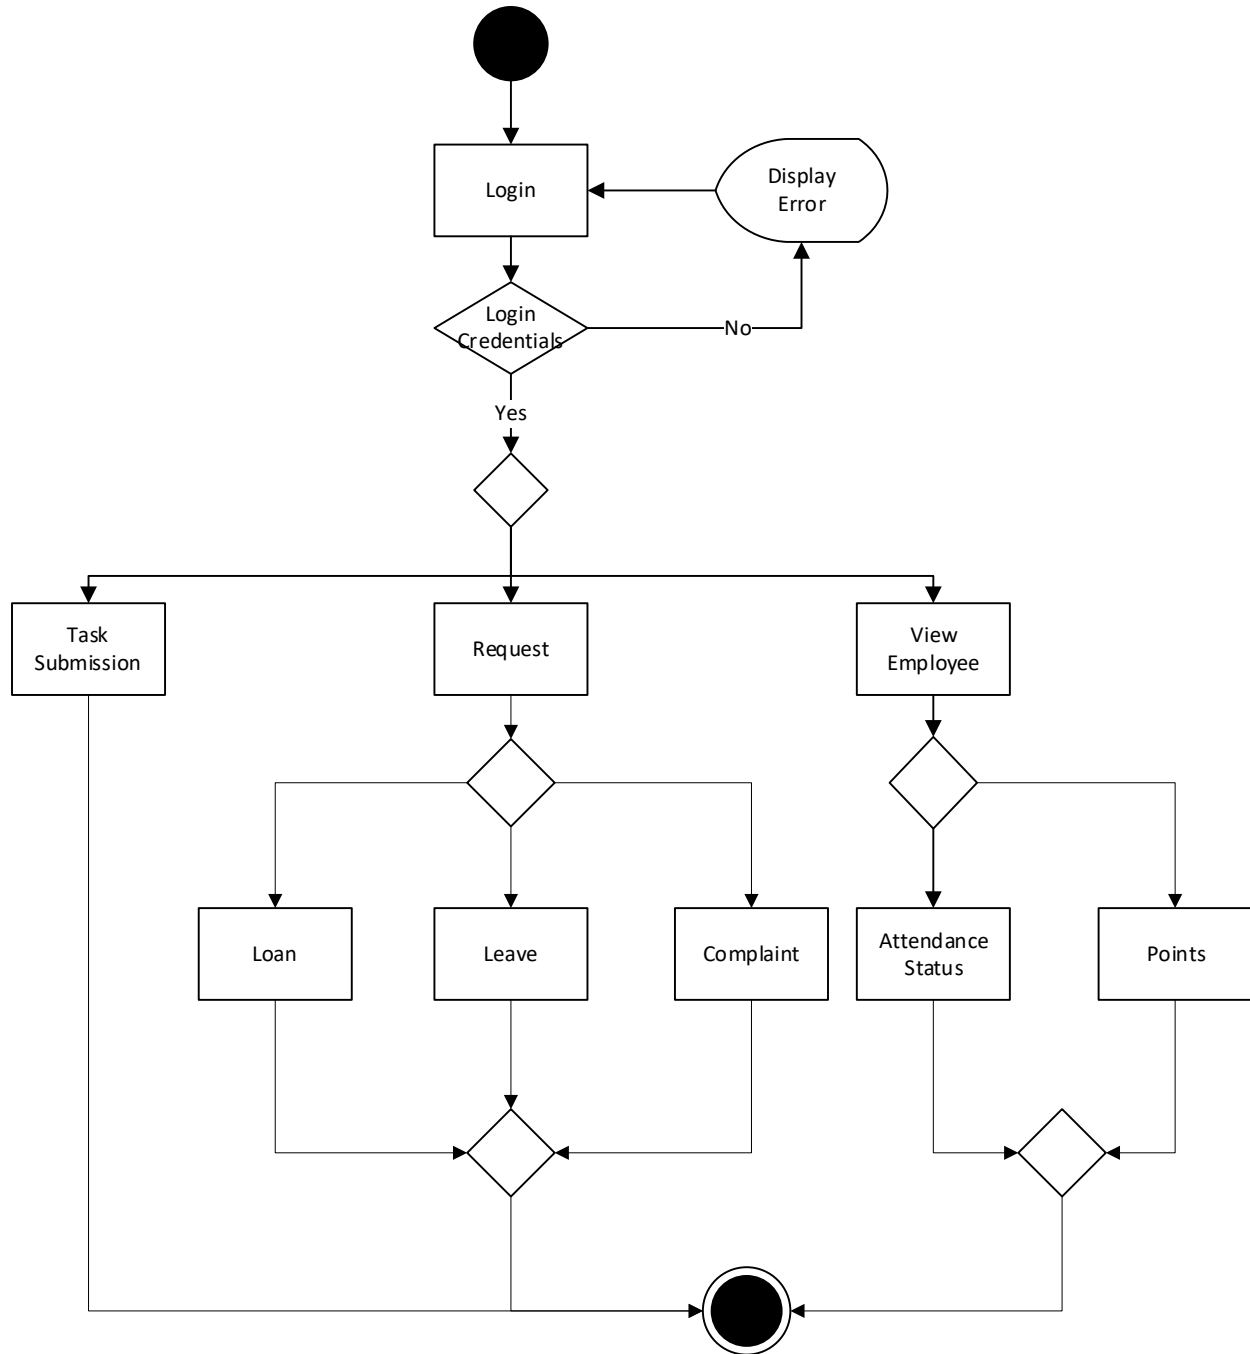 Login
Display
Error
Login
Credentials
No
Yes
Task
Submission
Request
View
Employee
Loan
Leave
Complaint
Attendance
Status
Points